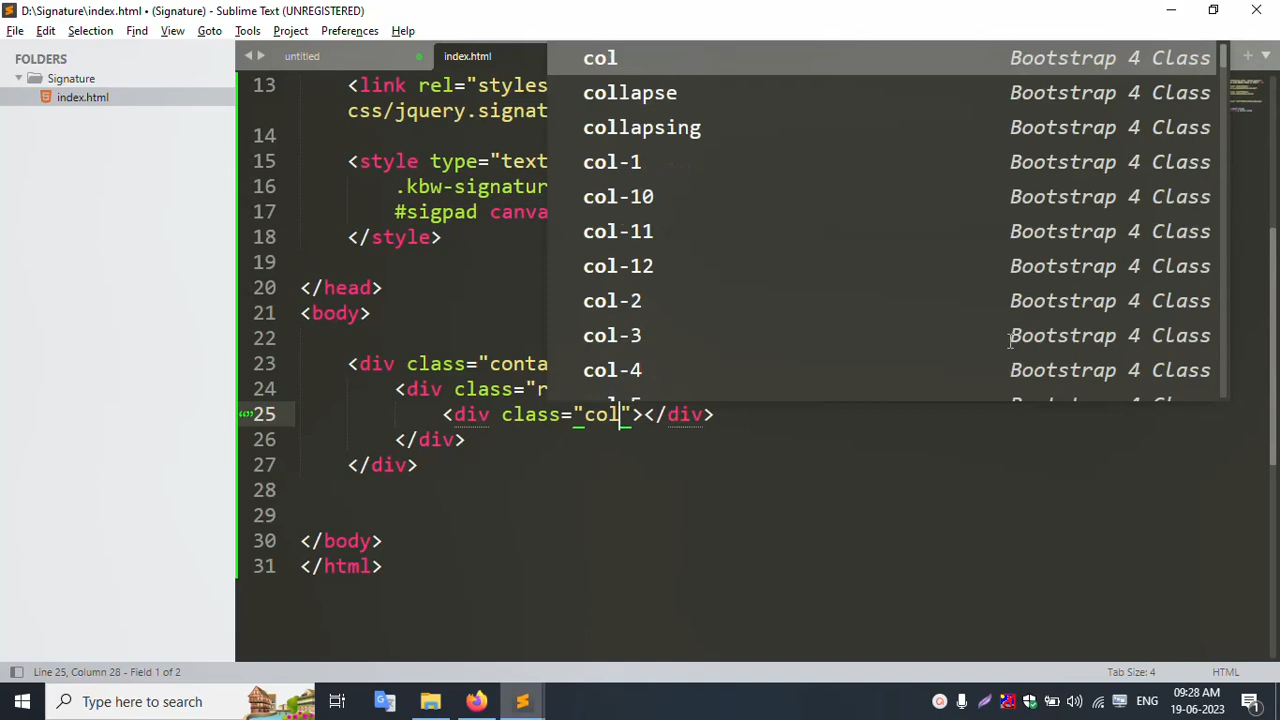 D:\Signature\index.html • (Signature) - Sublime Text (UNREGISTERED)
File Edit Selection Find View Goto Tools Project Preferences Help
FOLDERS
Signature
index.html
untitled
index.html
13 <link rel="styles
css/jquery.signat
14
15 <style type="text
16 .kbw-signatur
17 #sigpad canva
18 </style>
19
20 </head>
21 <body>
22
23 <div class="conta
24 <div class="r
25 <div class="col"></div>
26 </div>
27 </div>
28
29
30 </body>
31 </html>
col Bootstrap 4 Class
collapse Bootstrap 4 Class
collapsing Bootstrap 4 Class
col-1 Bootstrap 4 Class
col-10 Bootstrap 4 Class
col-11 Bootstrap 4 Class
col-12 Bootstrap 4 Class
col-2 Bootstrap 4 Class
col-3 Bootstrap 4 Class
col-4 Bootstrap 4 Class
Line 25, Column 28 - Field 1 of 2
Tab Size: 4
HTML
Type here to search
ENG
09:28 AM
19-06-2023